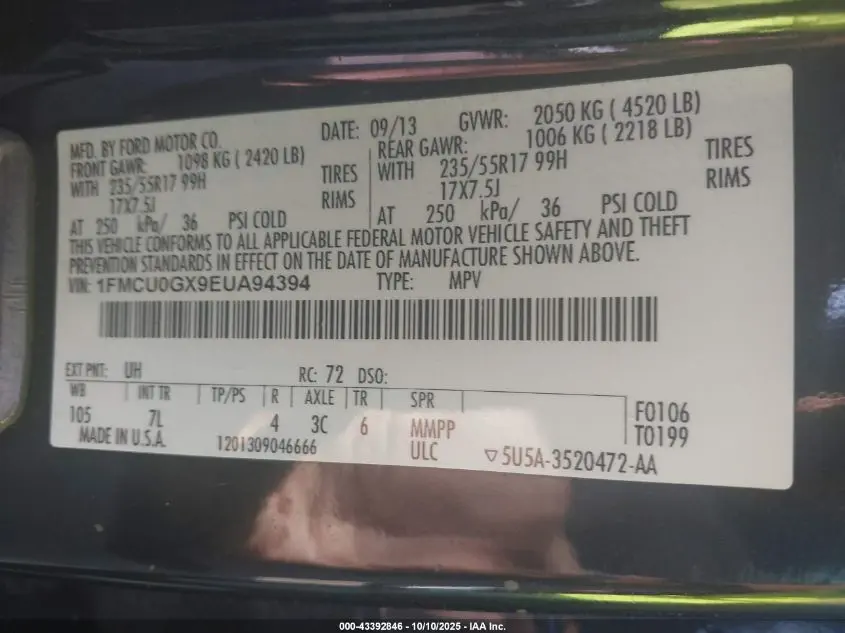 MFD. BY FORD MOTOR CO. DATE: 09/13 GVWR: 2050 KG ( 4520 LB)
FRONT GAWR: 1098 KG ( 2420 LB) REAR GAWR: 1006 KG ( 2218 LB)
WITH 235/55R17 99H TIRES WITH 235/55R17 99H TIRES
17X7.5J RIMS 17X7.5J RIMS
AT 250 kPa/ 36 PSI COLD AT 250 kPa/ 36 PSI COLD
THIS VEHICLE CONFORMS TO ALL APPLICABLE FEDERAL MOTOR VEHICLE SAFETY AND THEFT
PREVENTION STANDARDS IN EFFECT ON THE DATE OF MANUFACTURE SHOWN ABOVE.
VIN: 1FMCU0GX9EUA94394 TYPE: MPV
EXT PNT: UH RC: 72 DSO:
WB INT TR TP/PS R AXLE TR SPR
105 7L 4 3C 6 MMPP F0106
MADE IN U.S.A. 1201309046666 ULC ▽5U5A-3520472-AA T0199
000-43392846 - 10/10/2025 - IAA Inc.